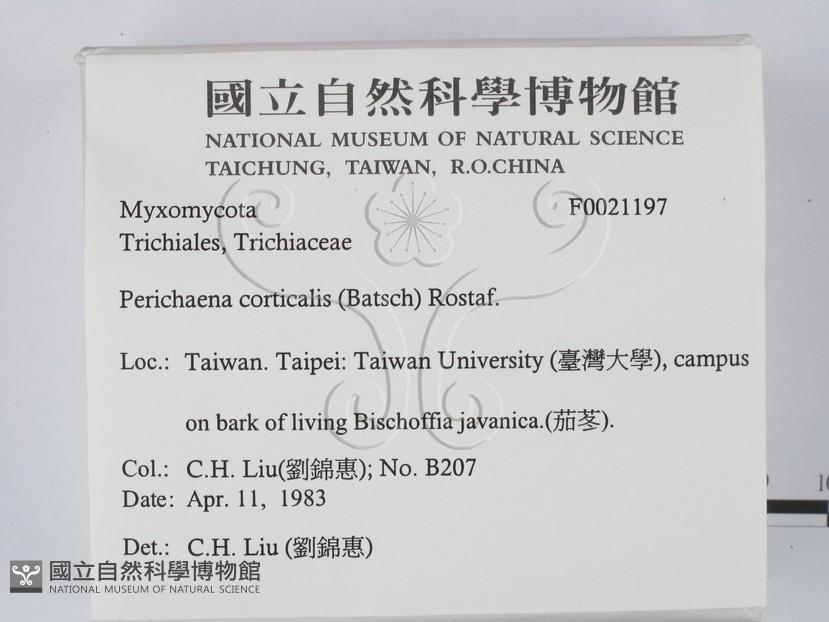 國立自然科學博物館
NATIONAL MUSEUM OF NATURAL SCIENCE
TAICHUNG, TAIWAN, R.O.CHINA
Myxomycota F0021197
Trichiales, Trichiaceae
Perichaena corticalis (Batsch) Rostaf.
Loc.: Taiwan. Taipei: Taiwan University (臺灣大學), campus
on bark of living Bischoffia javanica.(茄苳).
Col.: C.H. Liu(劉錦惠); No. B207
Date: Apr. 11, 1983
Det.: C.H. Liu (劉錦惠)
國立自然科學博物館
NATIONAL MUSEUM OF NATURAL SCIENCE